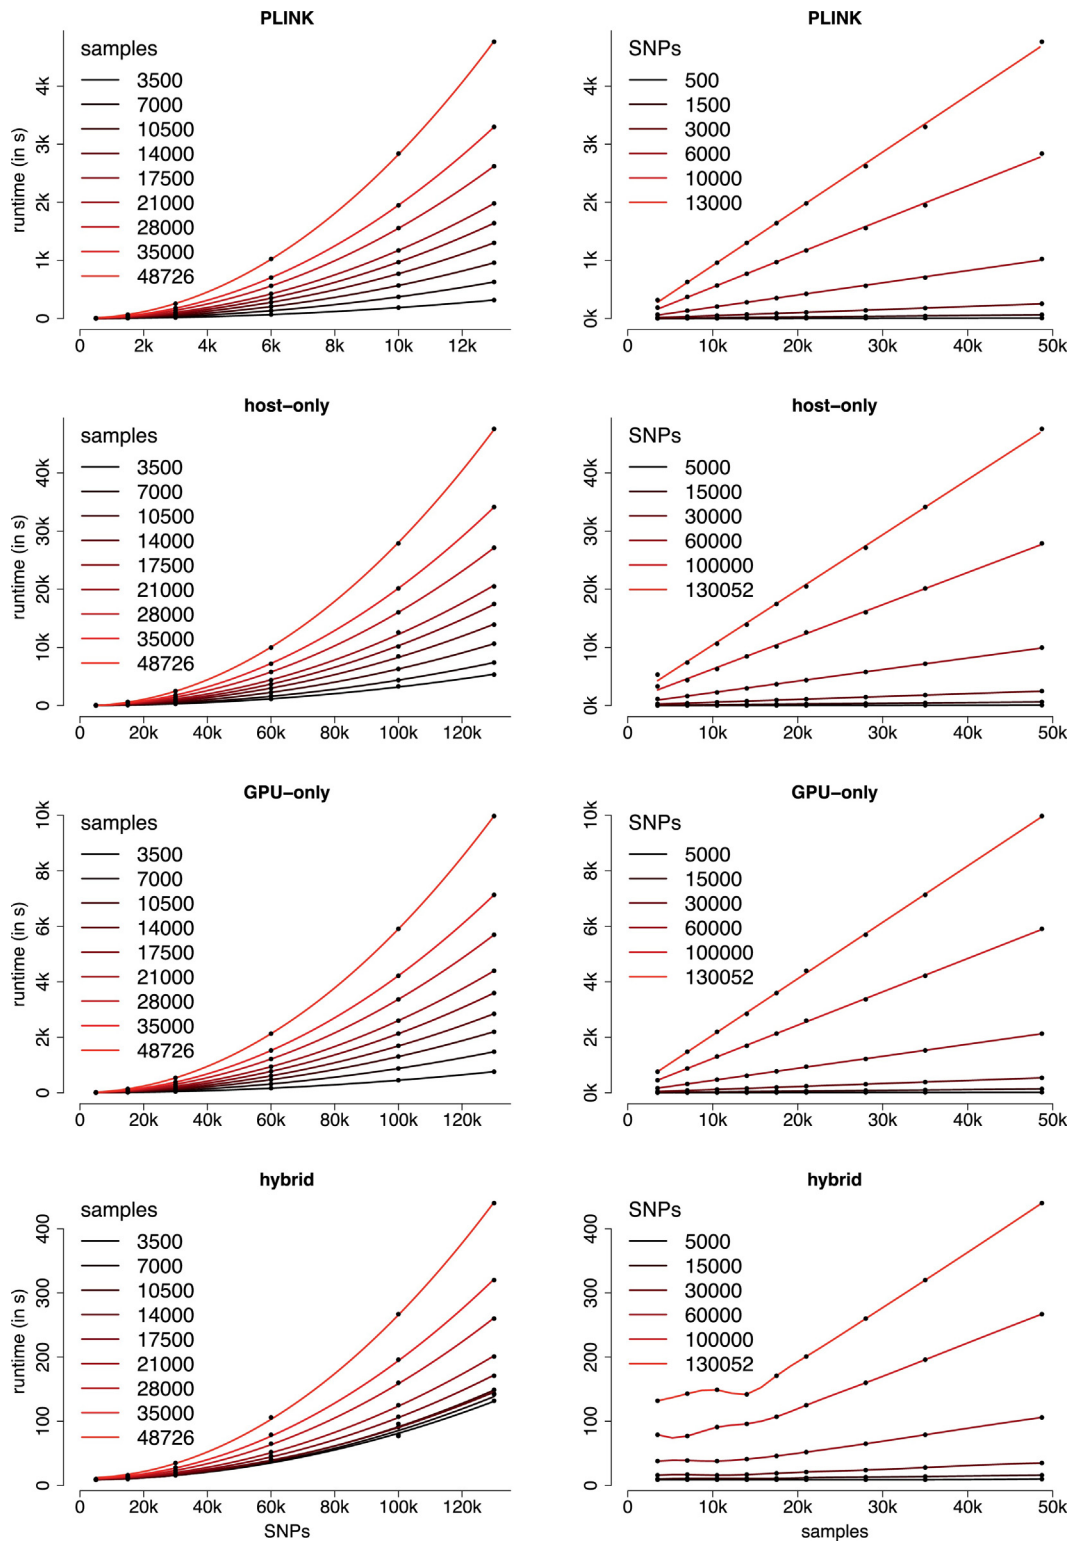 PLINK
samples
3500
7000
10500
14000
17500
21000
28000
35000
48726
runtime (in s)
0 1k 2k 3k 4k
0 2k 4k 6k 8k 10k 12k
PLINK
SNPs
500
1500
3000
6000
10000
13000
0k 1k 2k 3k 4k
0 10k 20k 30k 40k 50k
host-only
samples
3500
7000
10500
14000
17500
21000
28000
35000
48726
runtime (in s)
0 10k 20k 30k 40k
0 20k 40k 60k 80k 100k 120k
host-only
SNPs
5000
15000
30000
60000
100000
130052
0k 10k 20k 30k 40k
0 10k 20k 30k 40k 50k
GPU-only
samples
3500
7000
10500
14000
17500
21000
28000
35000
48726
runtime (in s)
0 2k 4k 6k 8k 10k
0 20k 40k 60k 80k 100k 120k
GPU-only
SNPs
5000
15000
30000
60000
100000
130052
0k 2k 4k 6k 8k 10k
0 10k 20k 30k 40k 50k
hybrid
samples
3500
7000
10500
14000
17500
21000
28000
35000
48726
runtime (in s)
0 100 200 300 400
0 20k 40k 60k 80k 100k 120k
SNPs
hybrid
SNPs
5000
15000
30000
60000
100000
130052
0 100 200 300 400
0 10k 20k 30k 40k 50k
samples